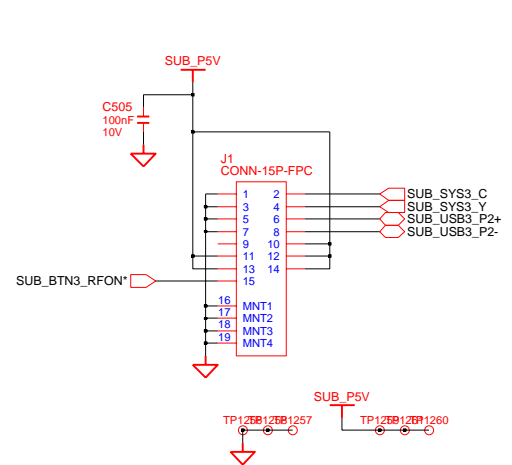 SUB_P5V
C505
100nF
10V
J1
CONN-15P-FPC
1 2 SUB_SYS3_C
3 4 SUB_SYS3_Y
5 6 SUB_USB3_P2+
7 8 SUB_USB3_P2-
9 10
11 12
13 14
SUB_BTN3_RFON* 15
16 MNT1
17 MNT2
18 MNT3
19 MNT4
SUB_P5V
TP1257 TP1260